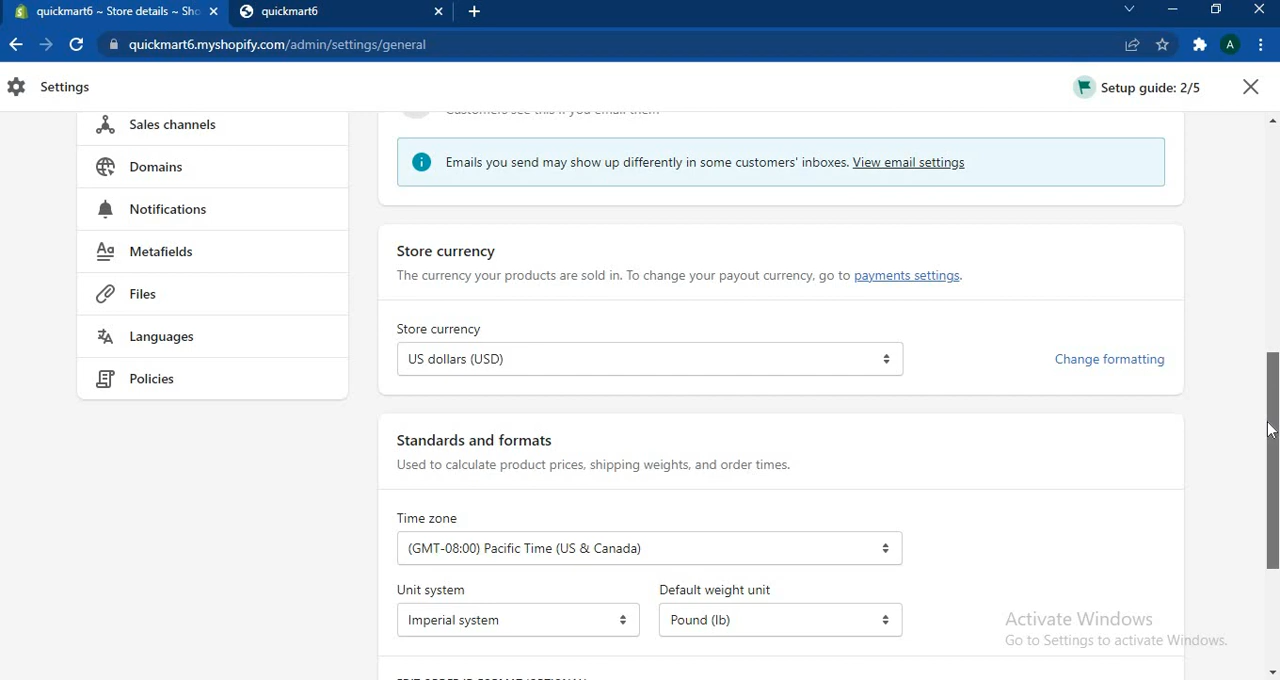 quickmart6 ~ Store details ~ Sho
quickmart6
quickmart6.myshopify.com/admin/settings/general
A
Settings
Setup guide: 2/5
Sales channels
Domains
Notifications
Metafields
Files
Languages
Policies
Customers see this if you email them
Emails you send may show up differently in some customers' inboxes. View email settings
Store currency
The currency your products are sold in. To change your payout currency, go to payments settings.
Store currency
US dollars (USD)
Change formatting
Standards and formats
Used to calculate product prices, shipping weights, and order times.
Time zone
(GMT-08:00) Pacific Time (US & Canada)
Unit system
Default weight unit
Imperial system
Pound (lb)
Activate Windows
Go to Settings to activate Windows.
EDIT ORDER ID FORMAT (OPTIONAL)